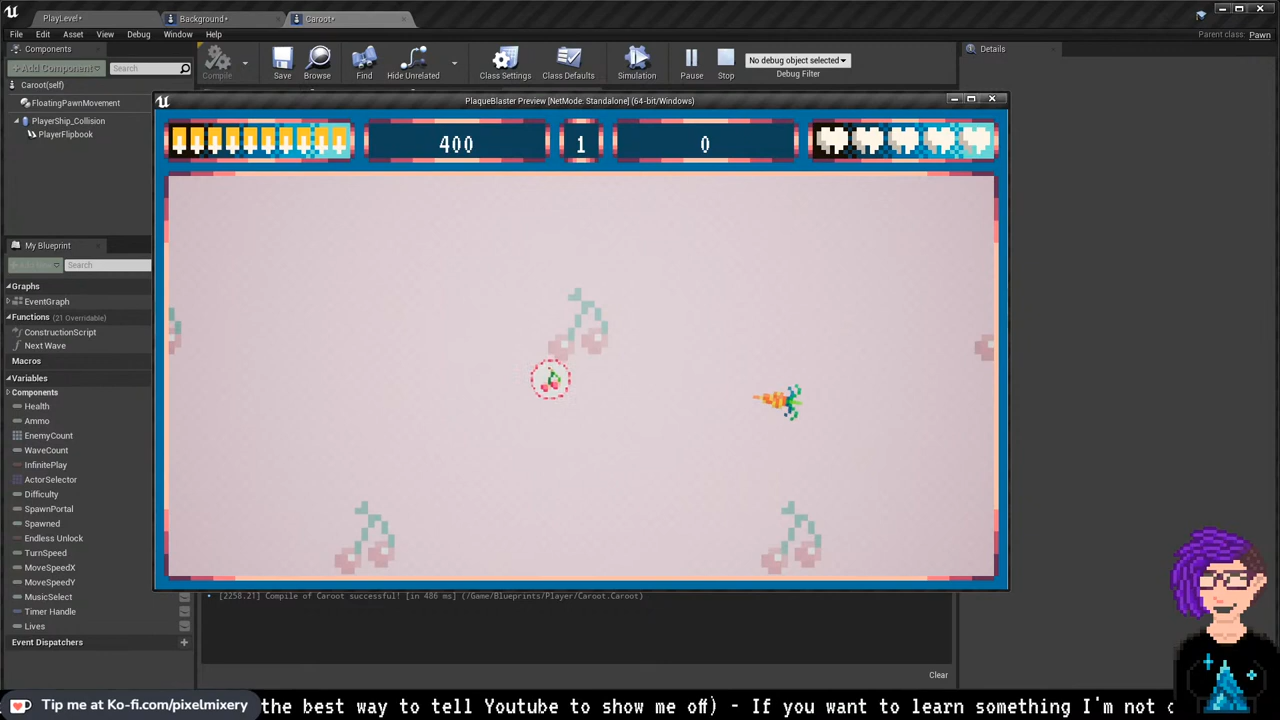 PlayLevel•
Background•
Caroot•
File
Edit
Asset
View
Debug
Window
Help
Parent class: Pawn
Components
+ Add Component
Search
Caroot(self)
FloatingPawnMovement
PlayerShip_Collision
PlayerFlipbook
Compile
Save
Browse
Find
Hide Unrelated
Class Settings
Class Defaults
Simulation
Pause
Stop
No debug object selected
Debug Filter
Details
PlaqueBlaster Preview [NetMode: Standalone] (64-bit/Windows)
400
1
0
My Blueprint
Search
Graphs
EventGraph
Functions (21 Overridable)
ConstructionScript
Next Wave
Macros
Variables
Components
Health
Ammo
EnemyCount
WaveCount
InfinitePlay
ActorSelector
Difficulty
SpawnPortal
Spawned
Endless Unlock
TurnSpeed
MoveSpeedX
MoveSpeedY
MusicSelect
Timer Handle
Lives
Event Dispatchers
[2258.21] Compile of Caroot successful! [in 486 ms] (/Game/Blueprints/Player/Caroot.Caroot)
Clear
Tip me at Ko-fi.com/pixelmixery
the best way to tell Youtube to show me off) - If you want to learn something I'm not